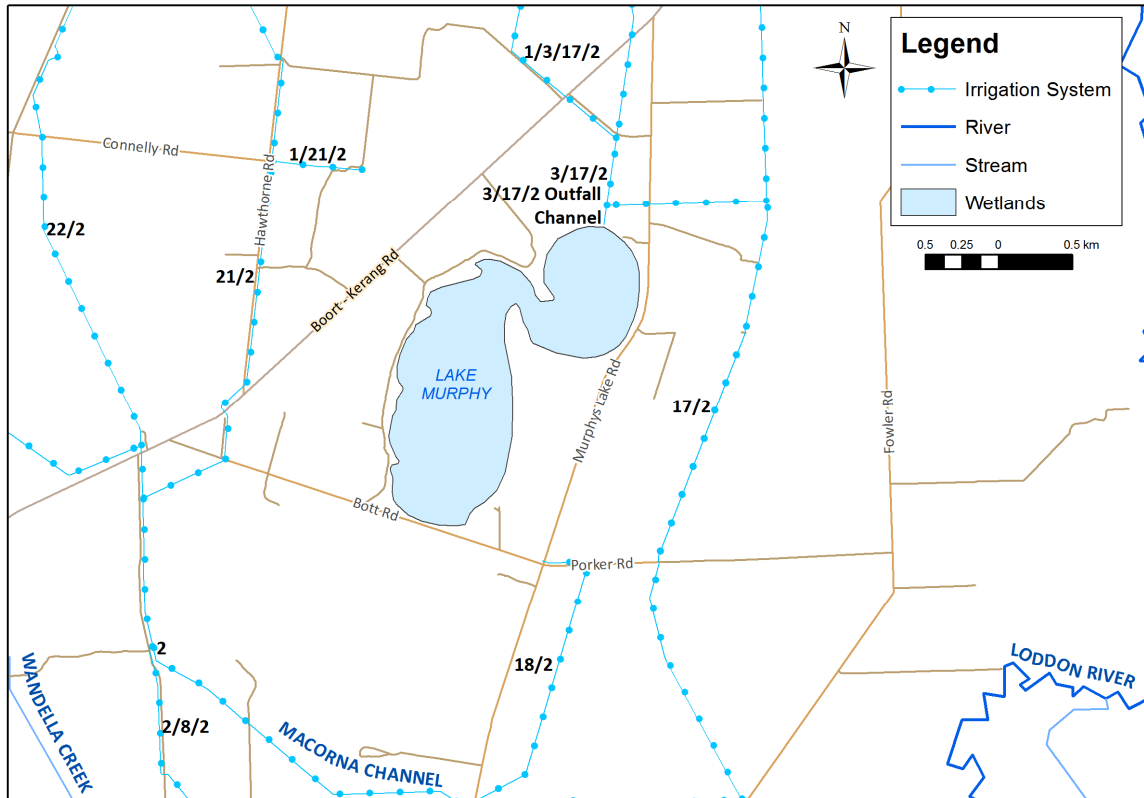 N
Legend
Irrigation System
River
Stream
Wetlands
0.5 0.25 0 0.5 km
1/3/17/2
Connelly Rd
1/21/2
Hawthorne Rd
3/17/2
3/17/2 Outfall
Channel
22/2
21/2
Boort - Kerang Rd
LAKE
MURPHY
Murphys Lake Rd
17/2
Fowler Rd
Bott Rd
Porker Rd
2
18/2
LODDON RIVER
WANDELLA CREEK
2/8/2
MACORNA CHANNEL